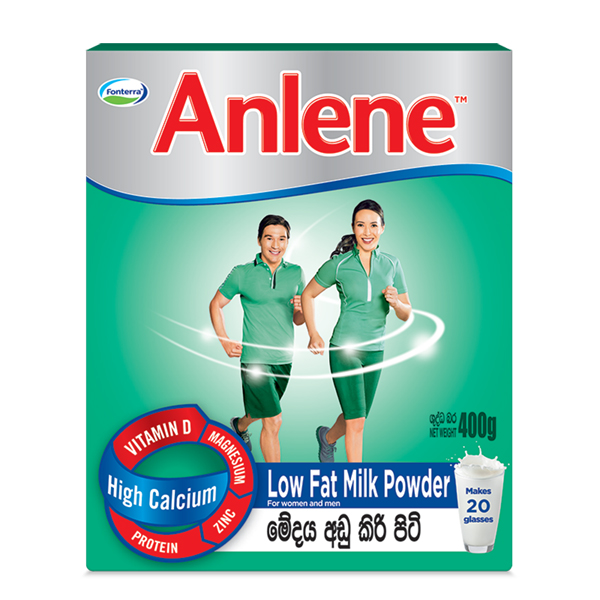 Fonterra
Anlene™
ශුද්ධ බර
NET WEIGHT 400g
VITAMIN D
MAGNESIUM
High Calcium
ZINC
PROTEIN
Low Fat Milk Powder
For women and men
මේදය අඩු කිරි පිටි
Makes
20
glasses